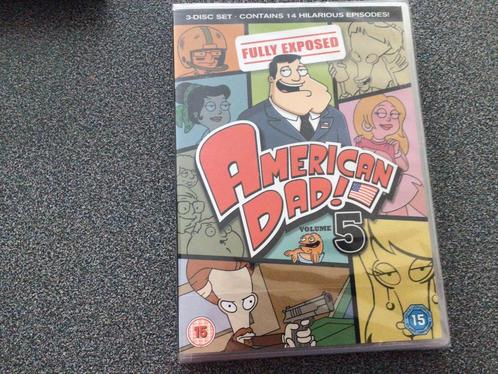 3-DISC SET · CONTAINS 14 HILARIOUS EPISODES!
FULLY EXPOSED
AMERICAN
DAD!
VOLUME 5
15
15